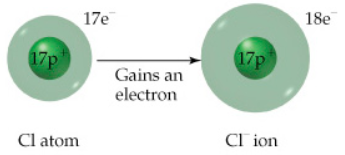 17e⁻
18e⁻
17p⁺
17p⁺
Gains an
electron
Cl atom
Cl⁻ ion